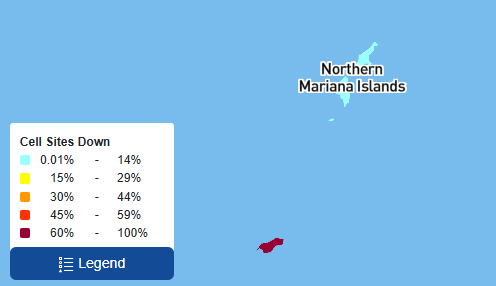 Northern
Mariana Islands
Cell Sites Down
0.01% - 14%
15% - 29%
30% - 44%
45% - 59%
60% - 100%
Legend